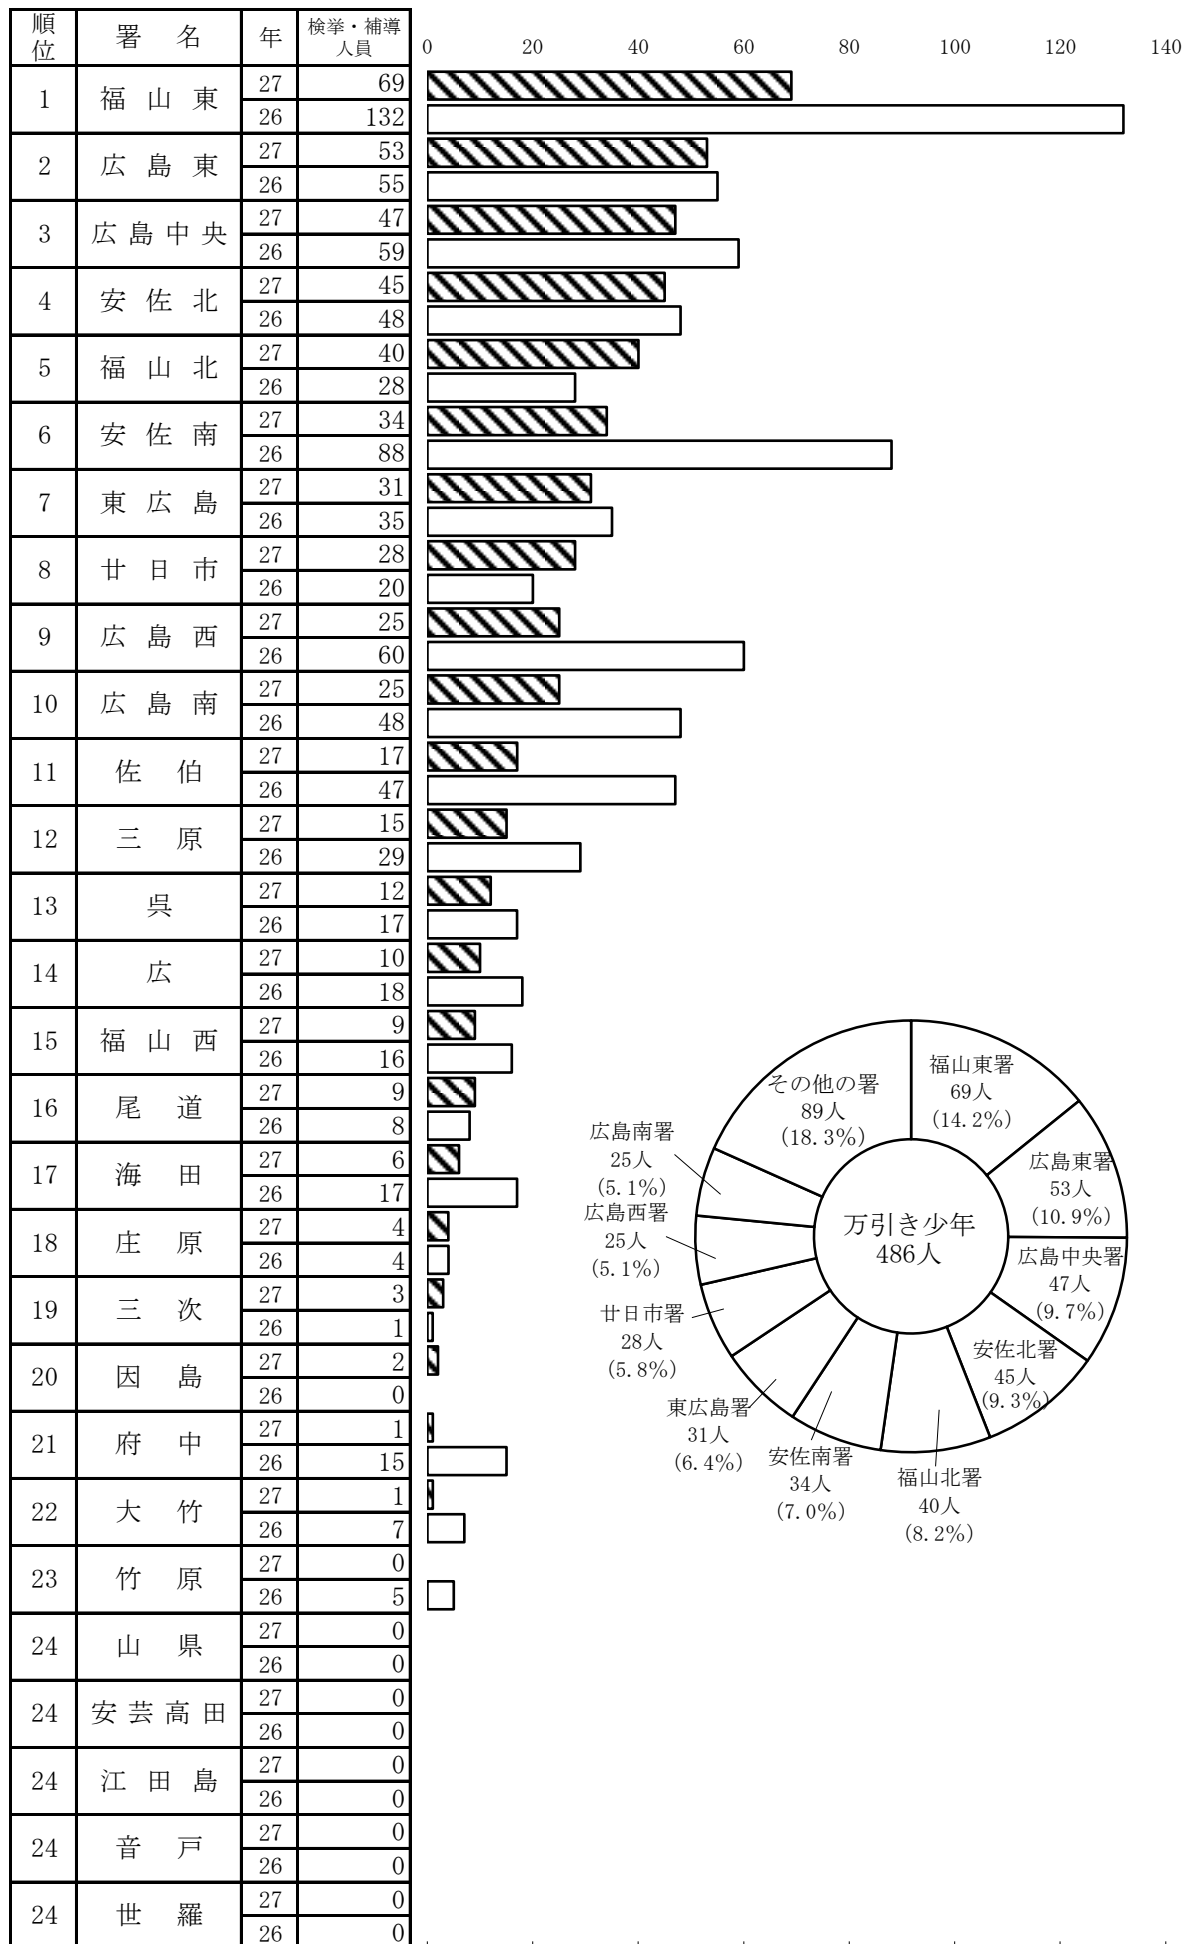 順位 署名 年 検挙・補導人員 0 20 40 60 80 100 120 140
1 福山東 27 69
26 132
2 広島東 27 53
26 55
3 広島中央 27 47
26 59
4 安佐北 27 45
26 48
5 福山北 27 40
26 28
6 安佐南 27 34
26 88
7 東広島 27 31
26 35
8 廿日市 27 28
26 20
9 広島西 27 25
26 60
10 広島南 27 25
26 48
11 佐伯 27 17
26 47
12 三原 27 15
26 29
13 呉 27 12
26 17
14 広 27 10
26 18
15 福山西 27 9
26 16
16 尾道 27 9
26 8
17 海田 27 6
26 17
18 庄原 27 4
26 4
19 三次 27 3
26 1
20 因島 27 2
26 0
21 府中 27 1
26 15
22 大竹 27 1
26 7
23 竹原 27 0
26 5
24 山県 27 0
26 0
24 安芸高田 27 0
26 0
24 江田島 27 0
26 0
24 音戸 27 0
26 0
24 世羅 27 0
26 0
万引き少年
486人
福山東署
69人
(14.2%)
広島東署
53人
(10.9%)
広島中央署
47人
(9.7%)
安佐北署
45人
(9.3%)
福山北署
40人
(8.2%)
安佐南署
34人
(7.0%)
東広島署
31人
(6.4%)
廿日市署
28人
(5.8%)
広島西署
25人
(5.1%)
広島南署
25人
(5.1%)
その他の署
89人
(18.3%)